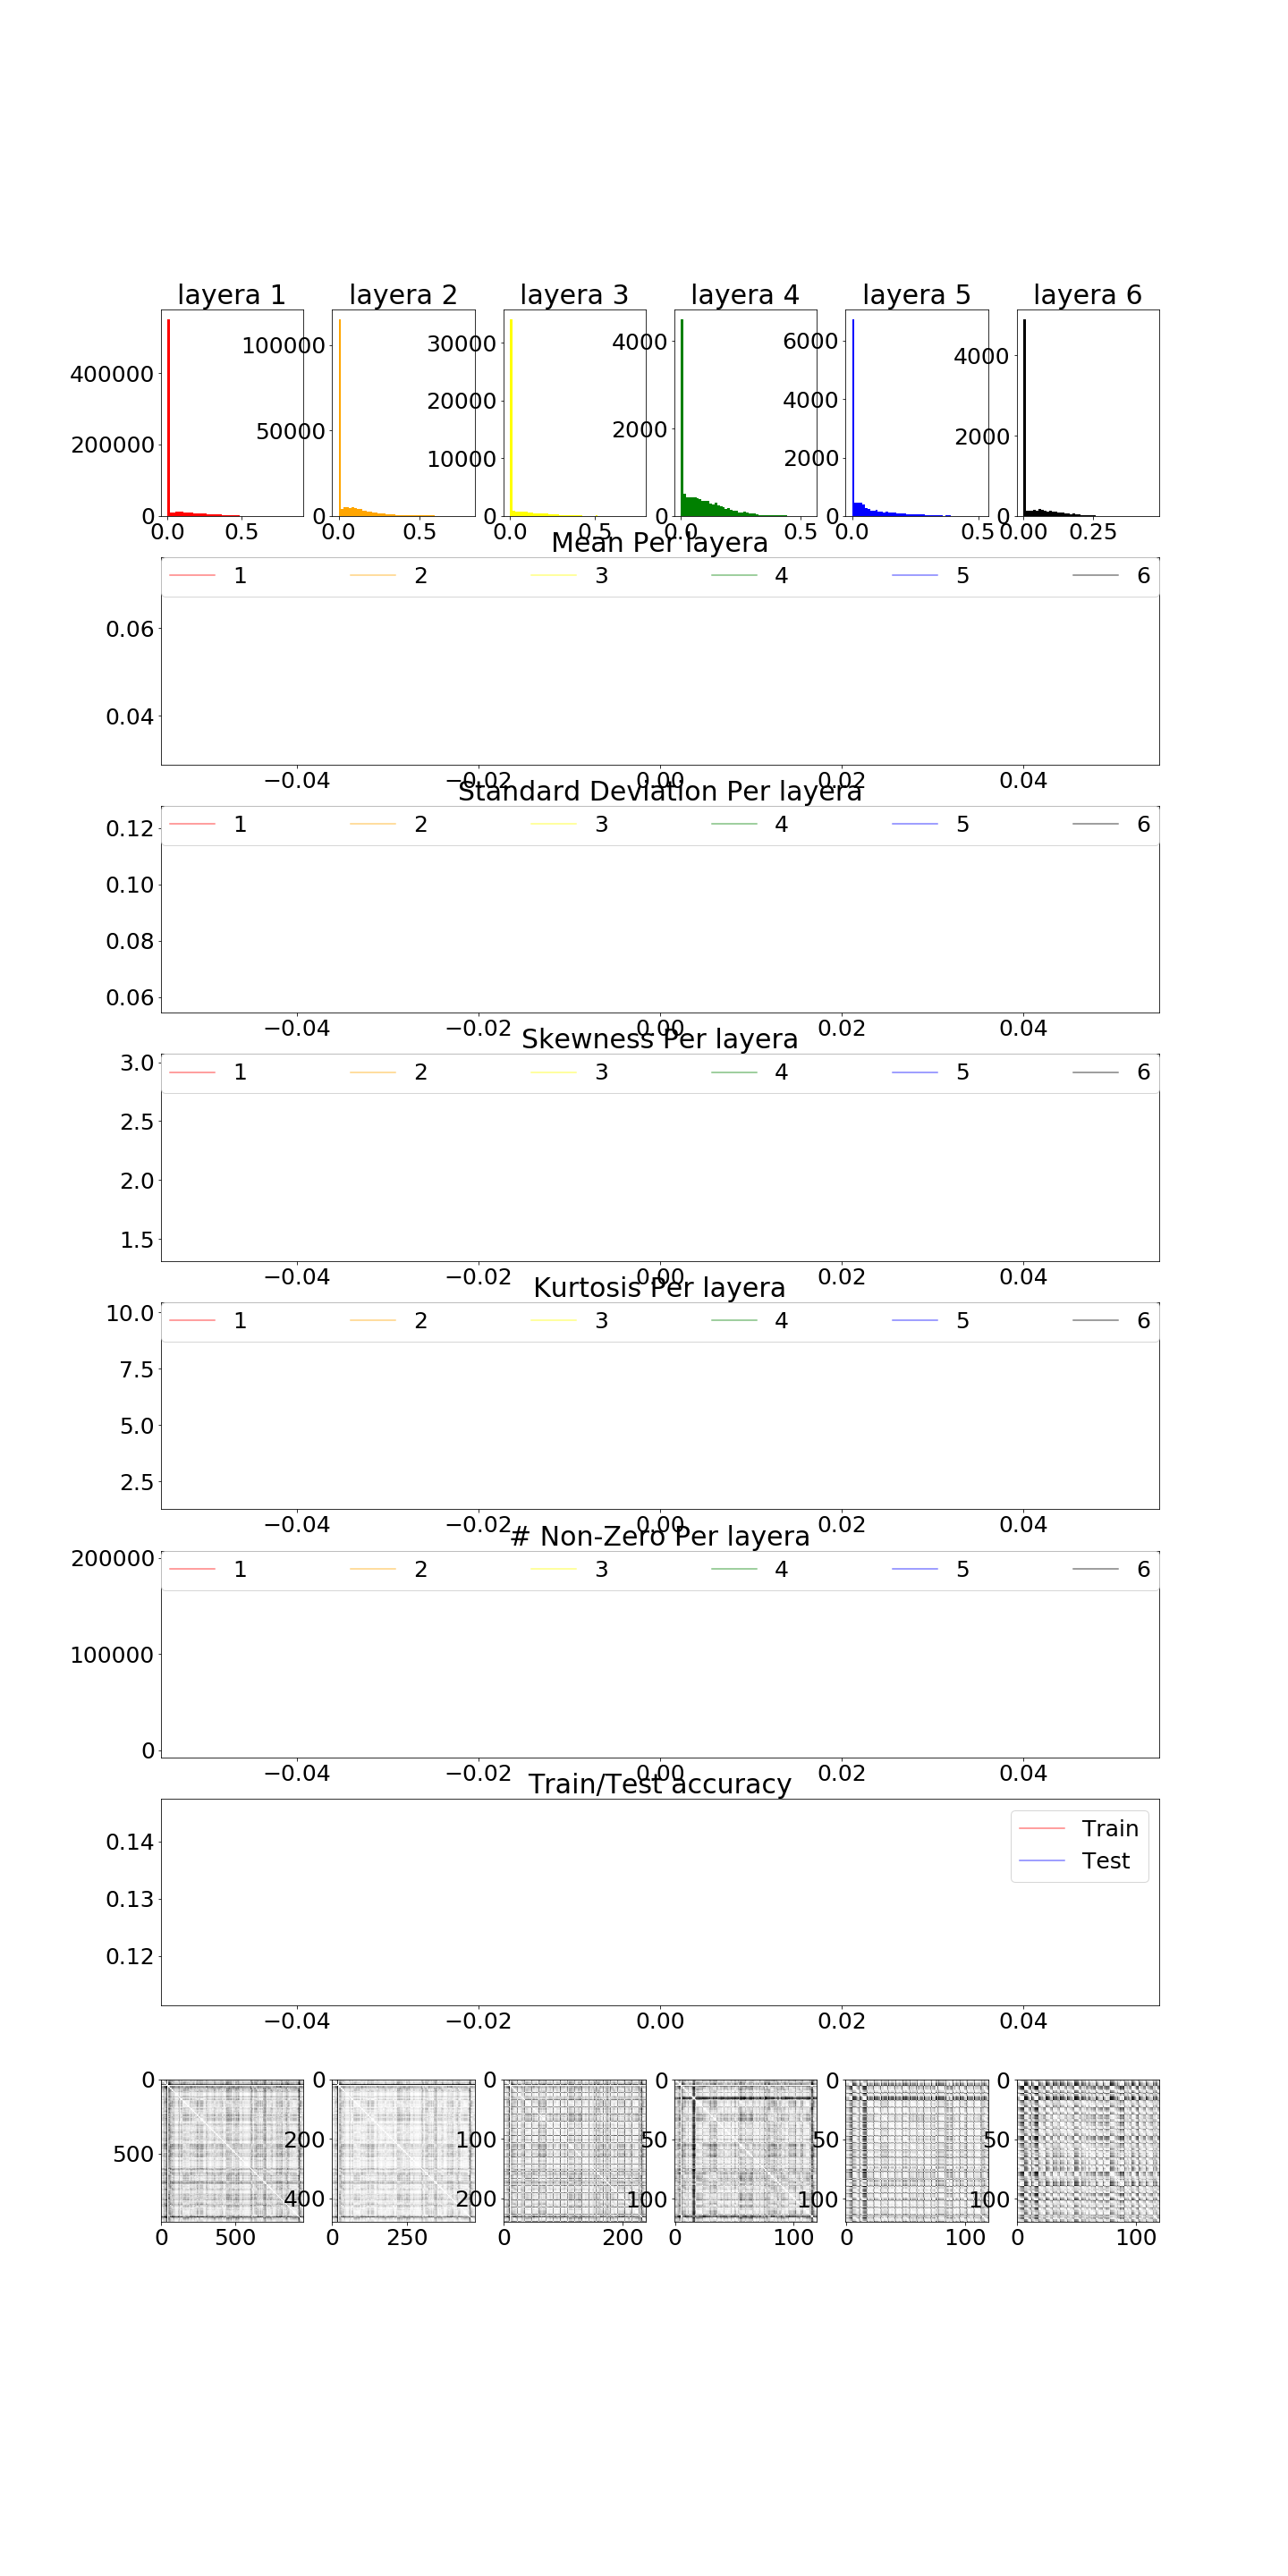 layera 1 layera 2 layera 3 layera 4 layera 5 layera 6
400000 200000 0 0.0 0.5
100000 50000 0 0.0 0.5
30000 20000 10000 0 0.0 0.5
4000 2000 0 0.0 0.5
6000 4000 2000 0 0.0 0.5
4000 2000 0 0.00 0.25
Mean Per layera
1 2 3 4 5 6
0.06
0.04
−0.04 −0.02 0.00 0.02 0.04
Standard Deviation Per layera
1 2 3 4 5 6
0.12
0.10
0.08
0.06
−0.04 −0.02 0.00 0.02 0.04
Skewness Per layera
1 2 3 4 5 6
3.0
2.5
2.0
1.5
−0.04 −0.02 0.00 0.02 0.04
Kurtosis Per layera
1 2 3 4 5 6
10.0
7.5
5.0
2.5
−0.04 −0.02 0.00 0.02 0.04
# Non-Zero Per layera
1 2 3 4 5 6
200000
100000
0
−0.04 −0.02 0.00 0.02 0.04
Train/Test accuracy
Train
Test
0.14
0.13
0.12
−0.04 −0.02 0.00 0.02 0.04
0 500 0 500
0 200 400 0 250
0 100 200 0 200
0 50 100 0 100
0 50 100 0 100
0 50 100 0 100